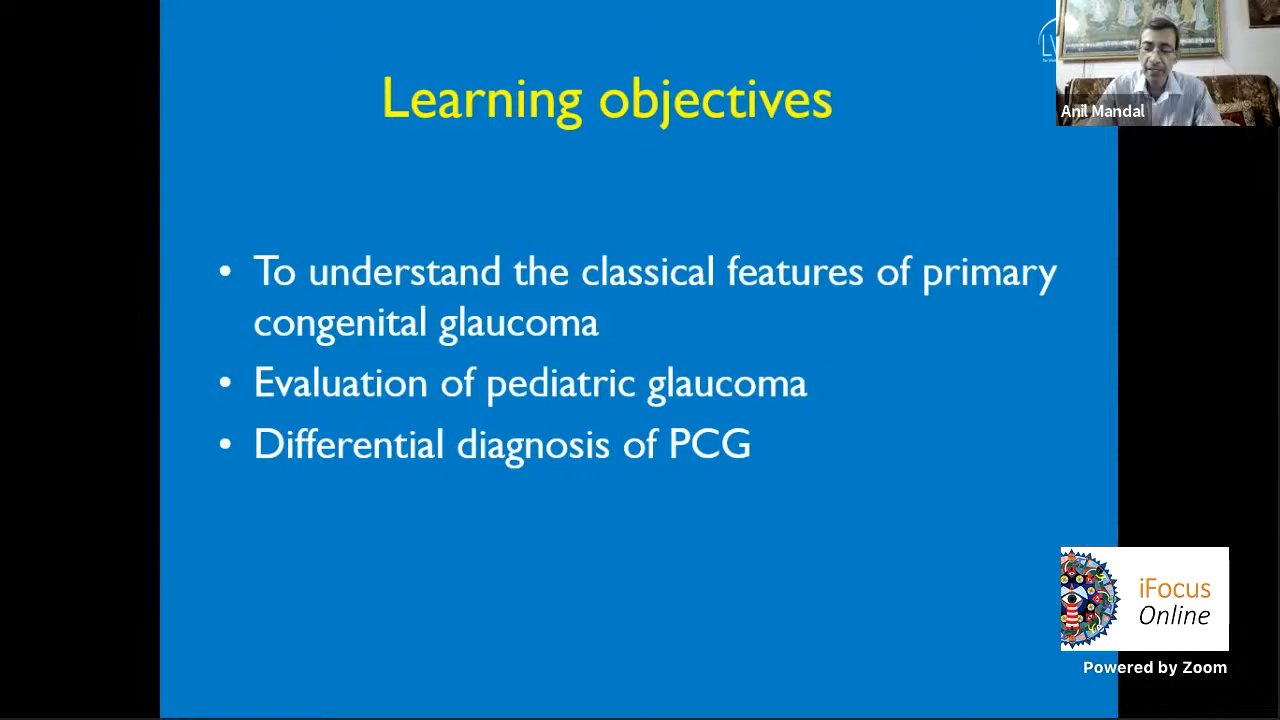 Learning objectives
Anil Mandal
• To understand the classical features of primary
congenital glaucoma
• Evaluation of pediatric glaucoma
• Differential diagnosis of PCG
iFocus
Online
Powered by Zoom